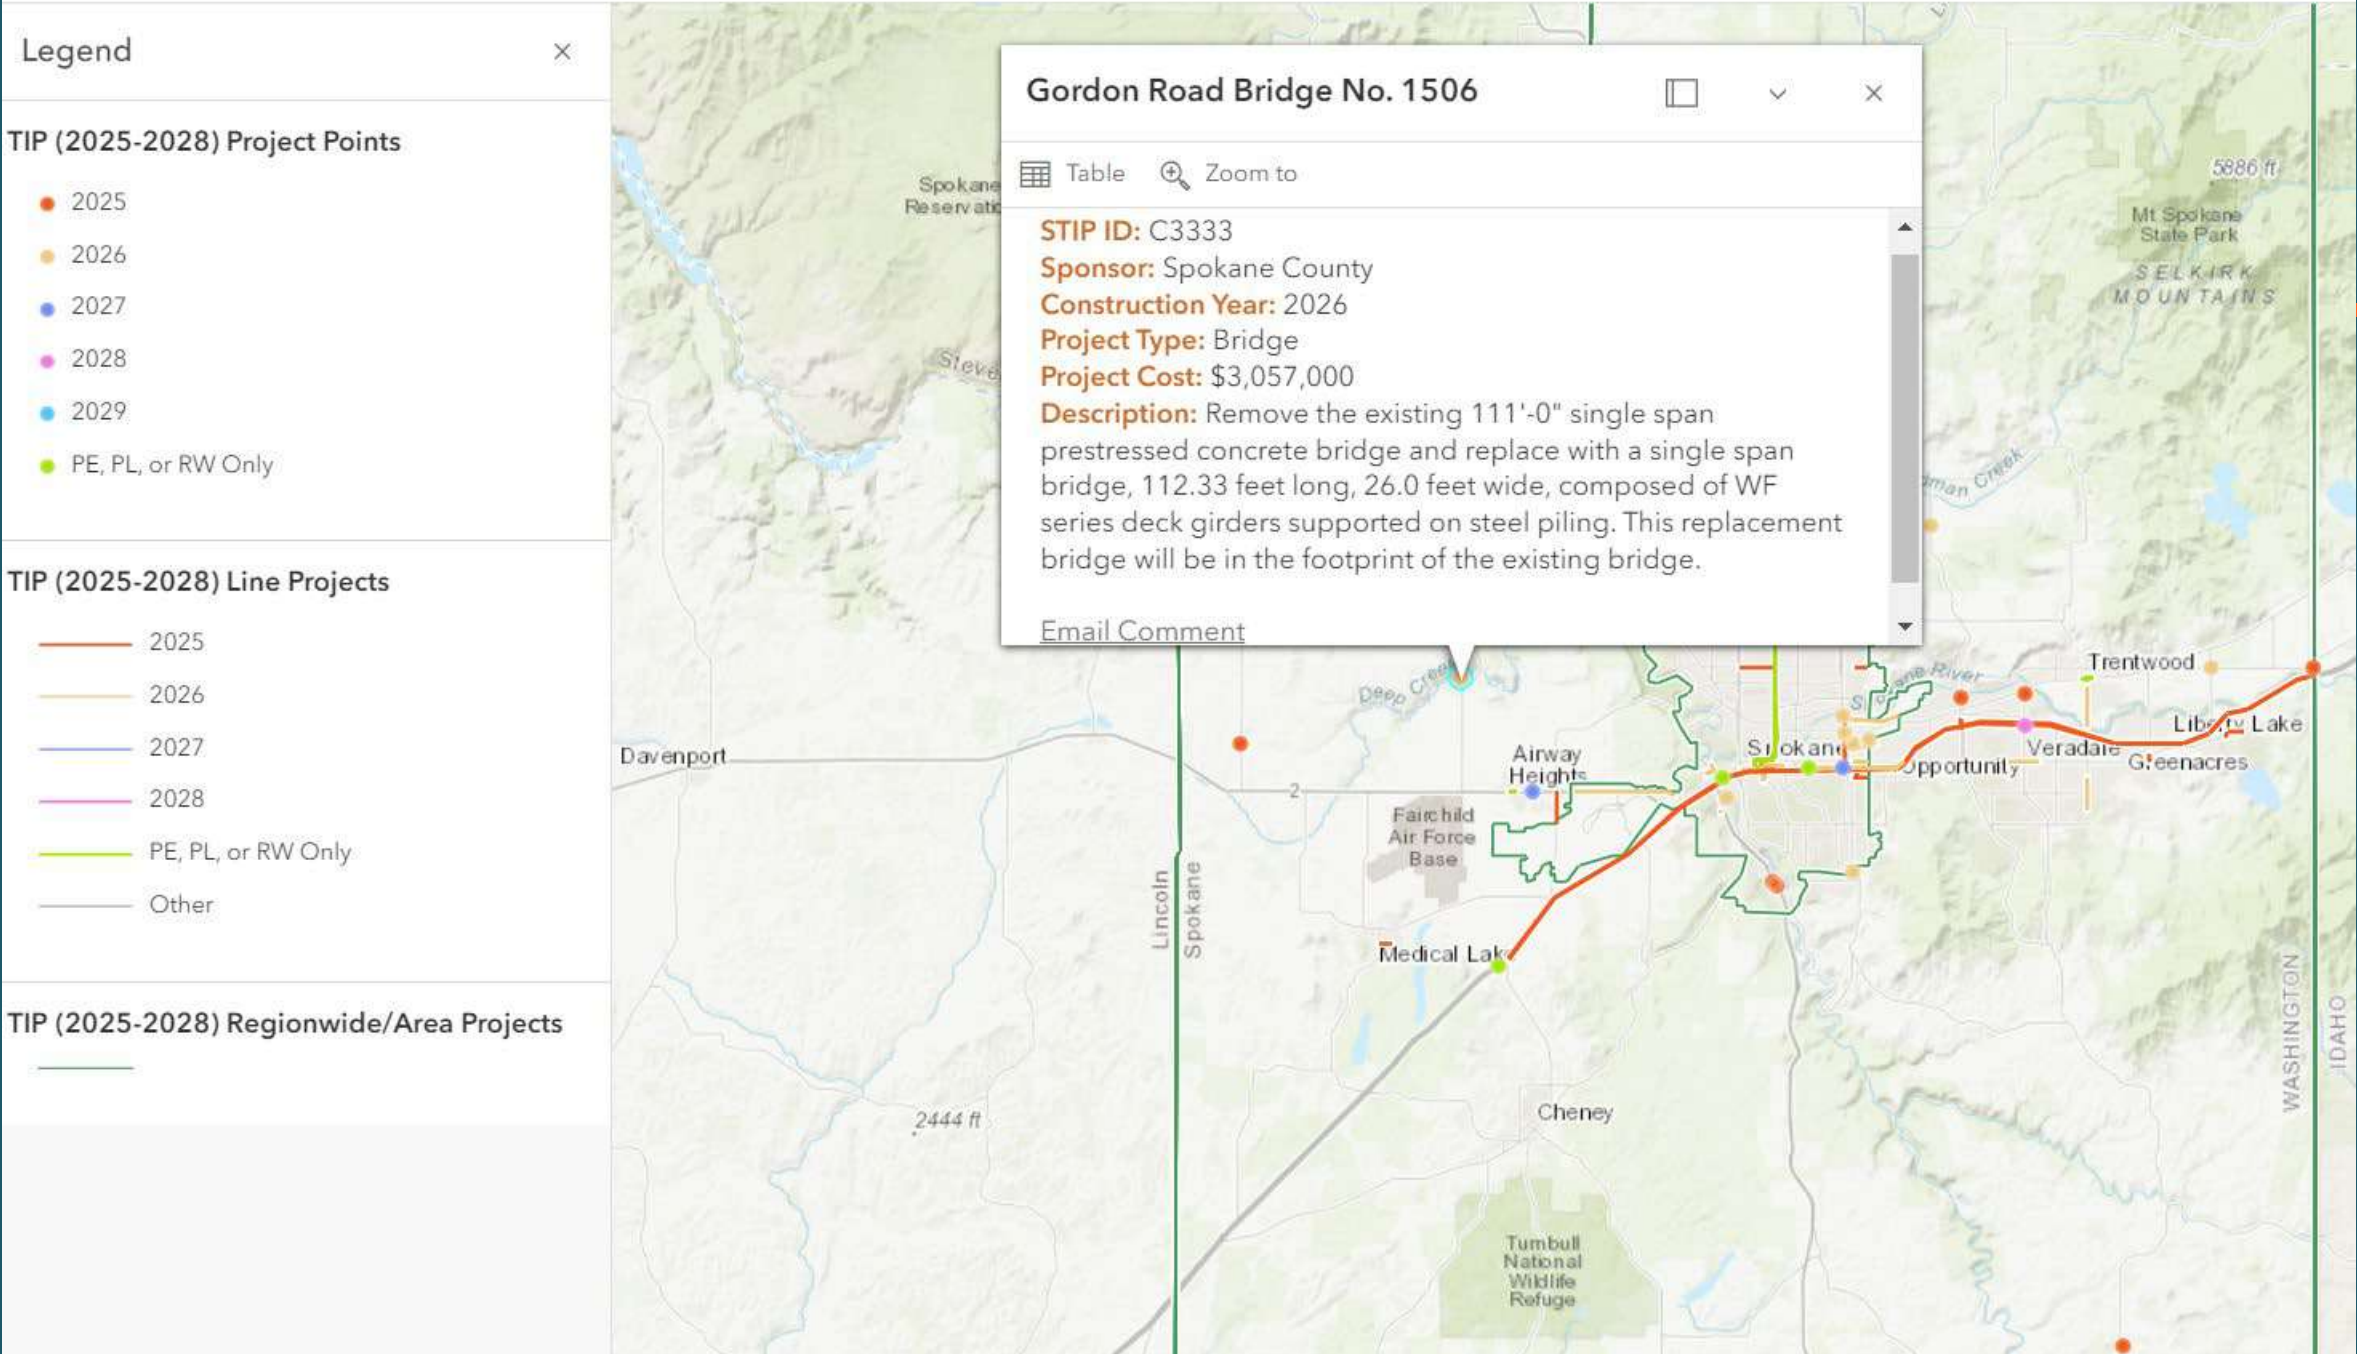 Legend
TIP (2025-2028) Project Points
2025
2026
2027
2028
2029
PE, PL, or RW Only
TIP (2025-2028) Line Projects
2025
2026
2027
2028
PE, PL, or RW Only
Other
TIP (2025-2028) Regionwide/Area Projects
Gordon Road Bridge No. 1506
Table
Zoom to
STIP ID: C3333
Sponsor: Spokane County
Construction Year: 2026
Project Type: Bridge
Project Cost: $3,057,000
Description: Remove the existing 111'-0" single span
prestressed concrete bridge and replace with a single span
bridge, 112.33 feet long, 26.0 feet wide, composed of WF
series deck girders supported on steel piling. This replacement
bridge will be in the footprint of the existing bridge.
Email Comment
Spokane
5886 ft
Mt Spokane
State Park
SELKIRK
MOUNTAINS
Creek
Deep
Trentwood
River
Davenport
Airway
Heights
Spokane
Liberty Lake
Veradale
Opportunity
Greenacres
2
Fairchild
Air Force
Base
Lincoln
Spokane
Medical Lake
WASHINGTON
IDAHO
2444 ft
Cheney
Turnbull
National
Wildlife
Refuge